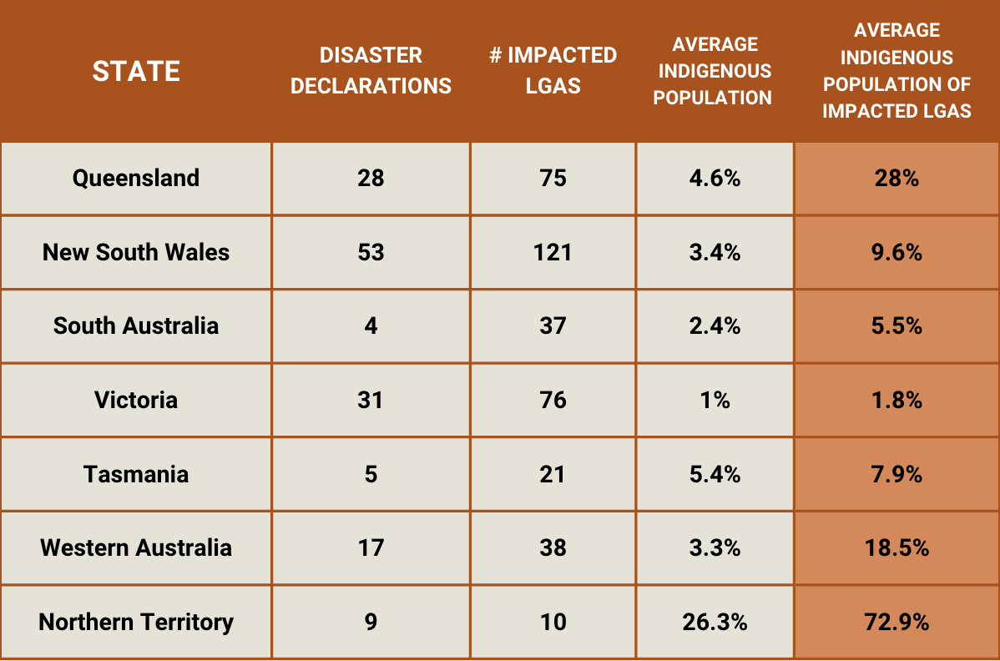 STATE
DISASTER
DECLARATIONS
# IMPACTED
LGAS
AVERAGE
INDIGENOUS
POPULATION
AVERAGE
INDIGENOUS
POPULATION OF
IMPACTED LGAS
Queensland 28 75 4.6% 28%
New South Wales 53 121 3.4% 9.6%
South Australia 4 37 2.4% 5.5%
Victoria 31 76 1% 1.8%
Tasmania 5 21 5.4% 7.9%
Western Australia 17 38 3.3% 18.5%
Northern Territory 9 10 26.3% 72.9%